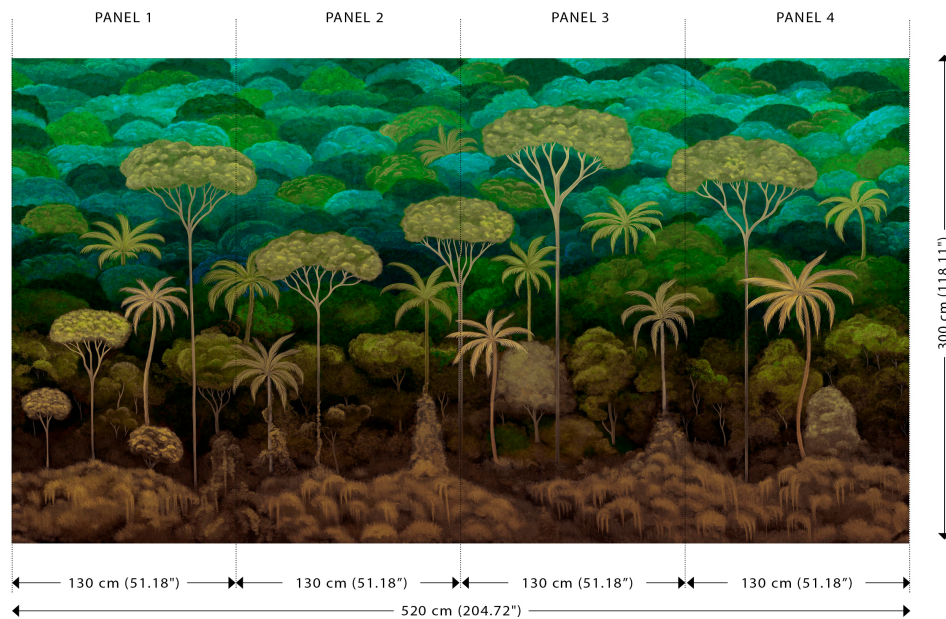 PANEL 1
PANEL 2
PANEL 3
PANEL 4
300 cm (118.11")
130 cm (51.18")
130 cm (51.18”)
130 cm (51.18”)
130 cm (51.18”)
520 cm (204.72")